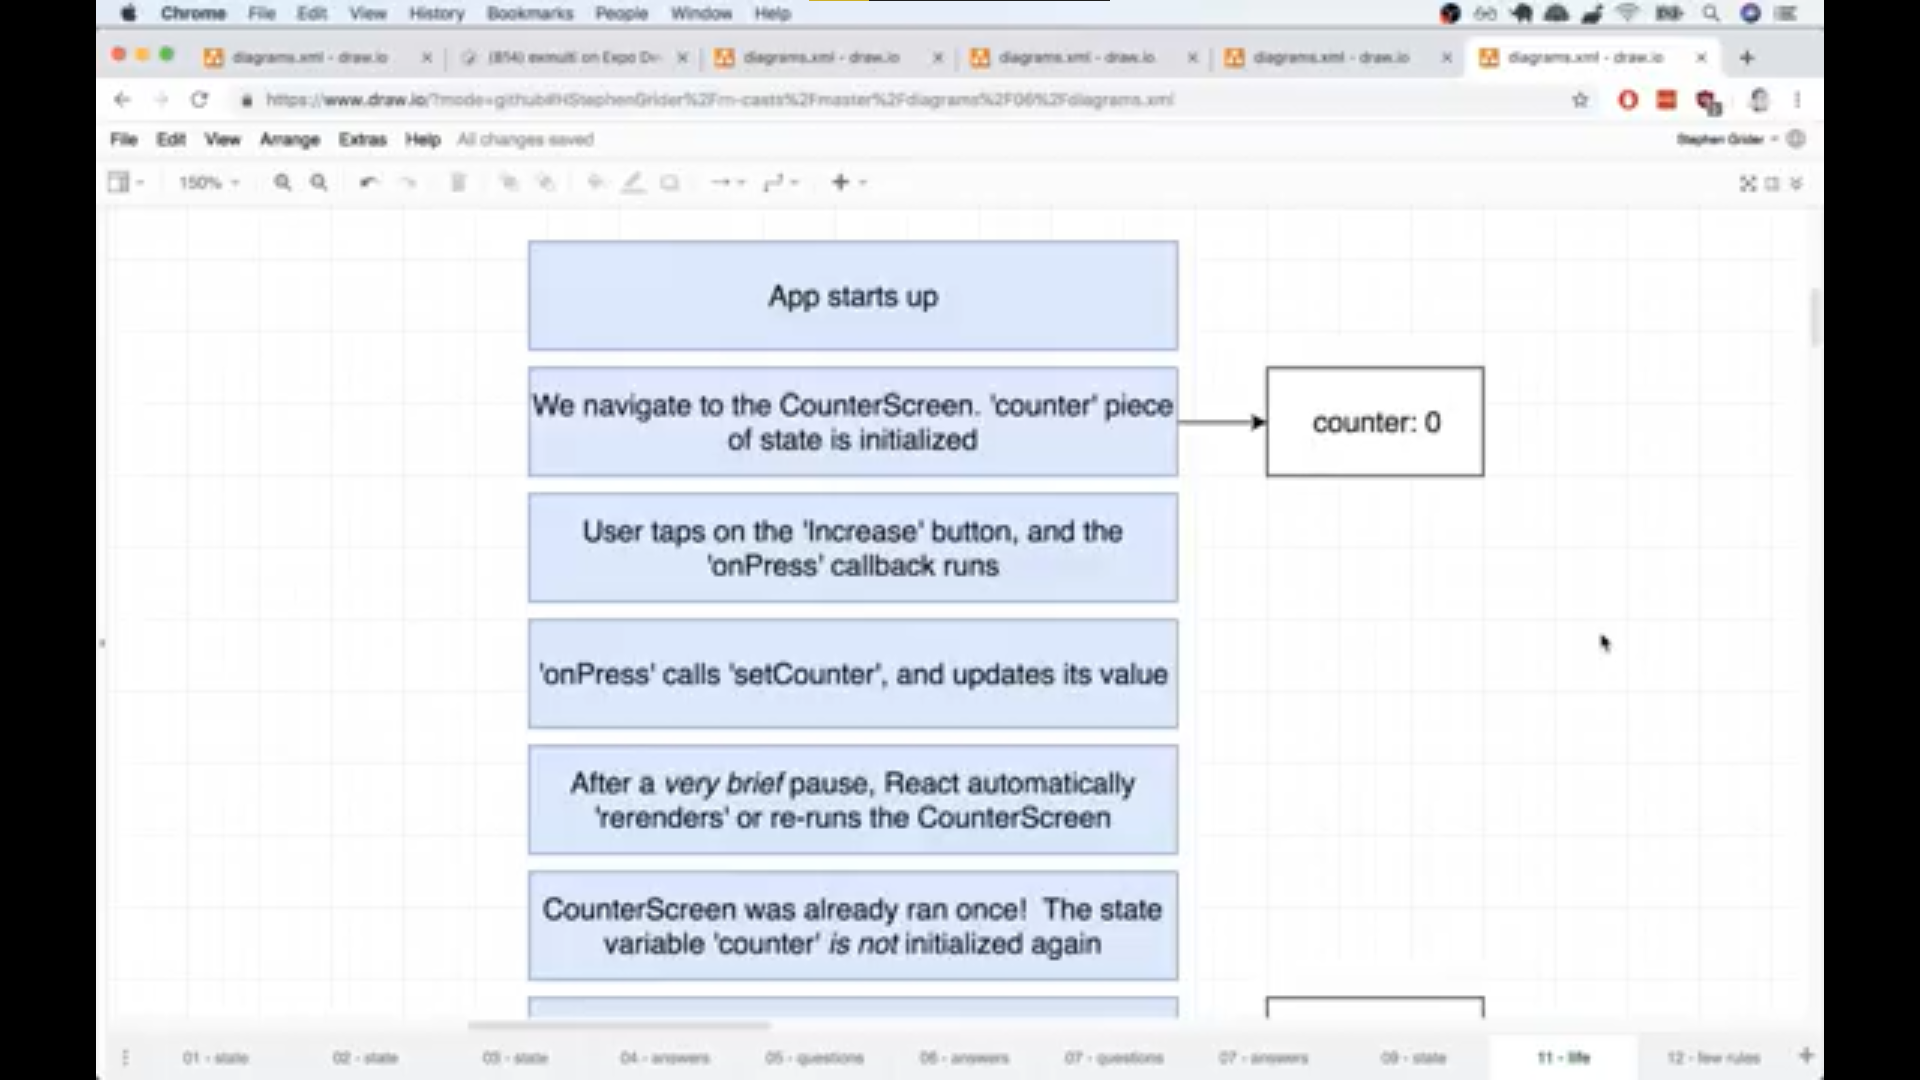 Chrome File Edit View History Bookmarks People Window Help
diagrams.xml - draw.io
(854) exmulti on Expo De
diagrams.xml - draw.io
diagrams.xml - draw.io
diagrams.xml - draw.io
diagrams.xml - draw.io
https://www.draw.io/?mode=github#HStephenGrider%2Frn-casts%2Fmaster%2Fdiagrams%2F06%2Fdiagrams.xml
File Edit View Arrange Extras Help All changes saved
Stephen Grider
150%
App starts up
We navigate to the CounterScreen. 'counter' piece
of state is initialized
counter: 0
User taps on the 'Increase' button, and the
'onPress' callback runs
'onPress' calls 'setCounter', and updates its value
After a very brief pause, React automatically
'rerenders' or re-runs the CounterScreen
CounterScreen was already ran once!  The state
variable 'counter' is not initialized again
01 - state
02 - state
03 - state
04 - answers
05 - questions
06 - answers
07 - questions
07 - answers
09 - state
11 - life
12 - few rules